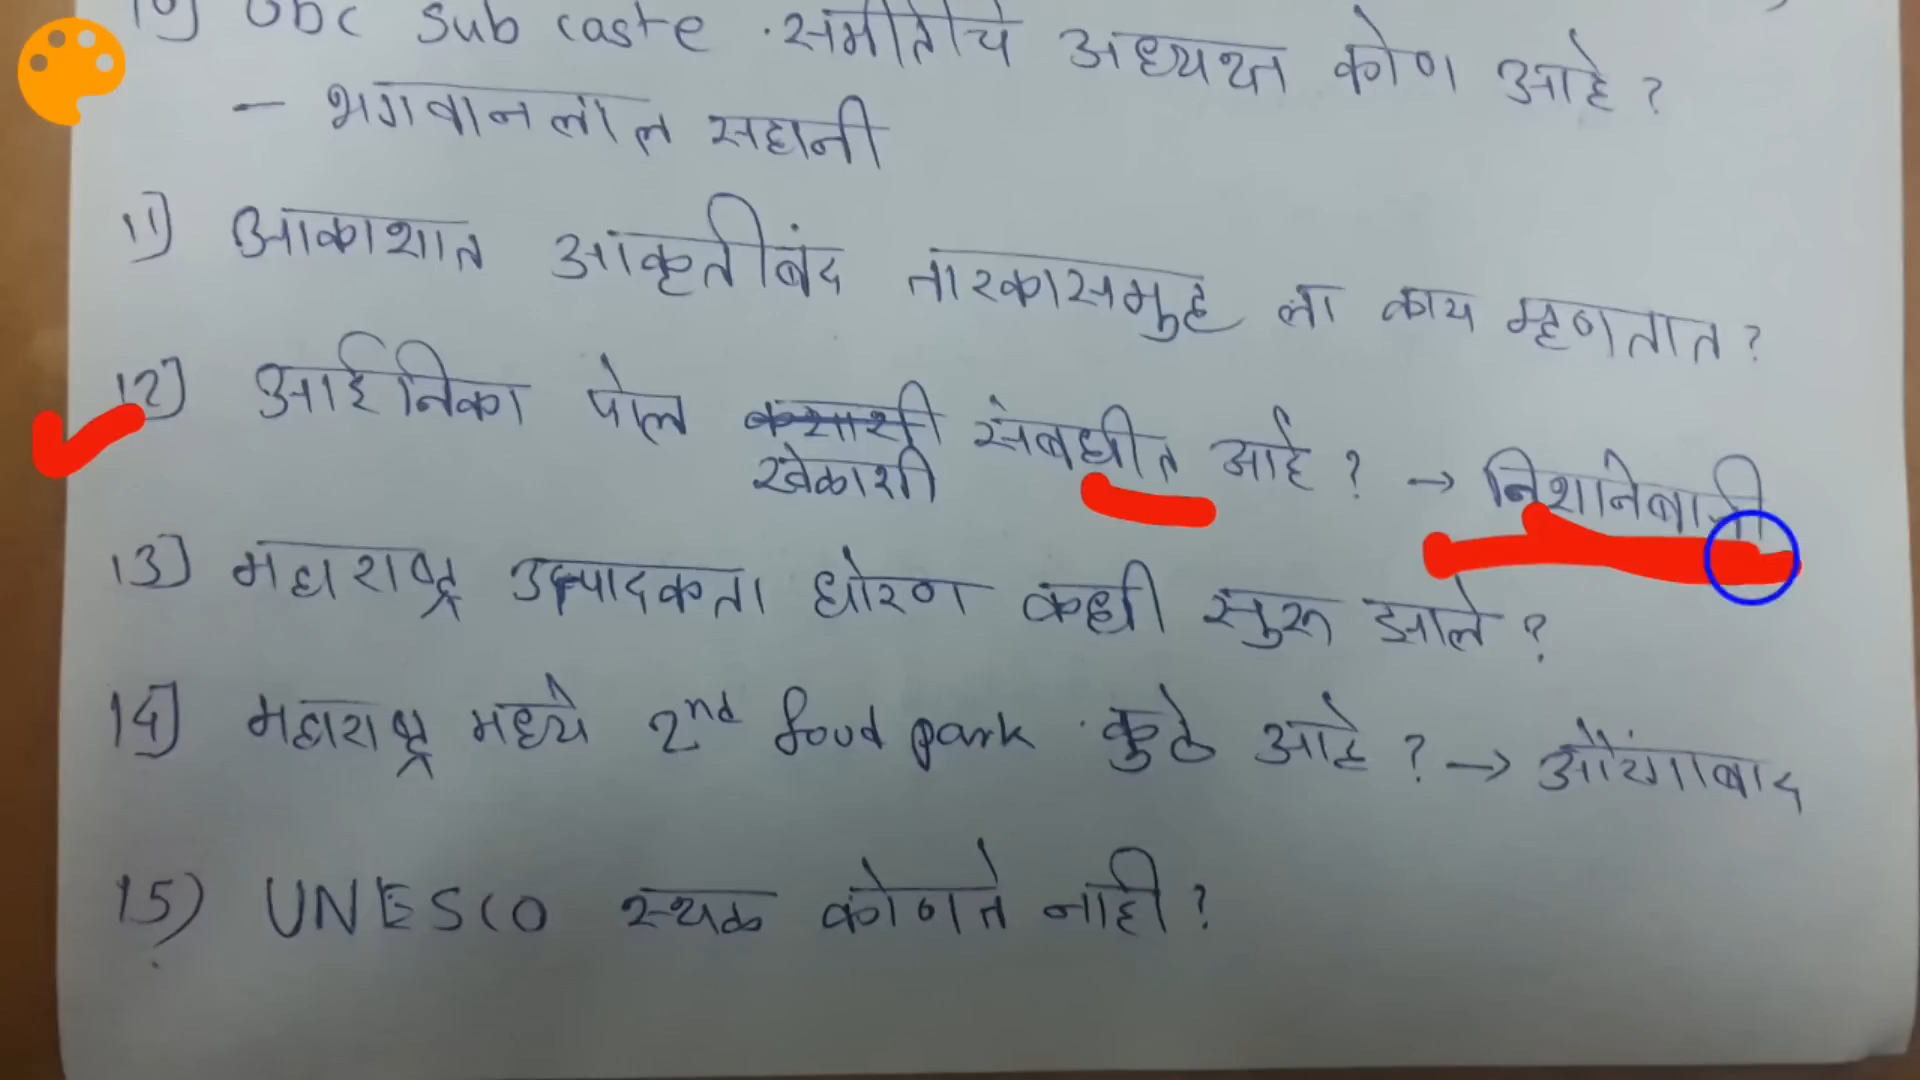 10) Obc Sub caste समीतीचे अध्यक्ष कोण आहे ?
- भगवानलाल सहानी
11] आकाशात आकृतीबंद तारकासमुह ला काय म्हणतात ?
12] आईनिका पोल कशाशी संबधीत आहे ? → निशानेबाजी
खेळाशी
13] महाराष्ट्र उत्पादकता धोरण कधी सुरु झाले ?
14] महाराष्ट्र मध्ये 2nd food park कुठे आहे ? → औरंगाबाद
15) UNESCO स्थळ कोणते नाही ?